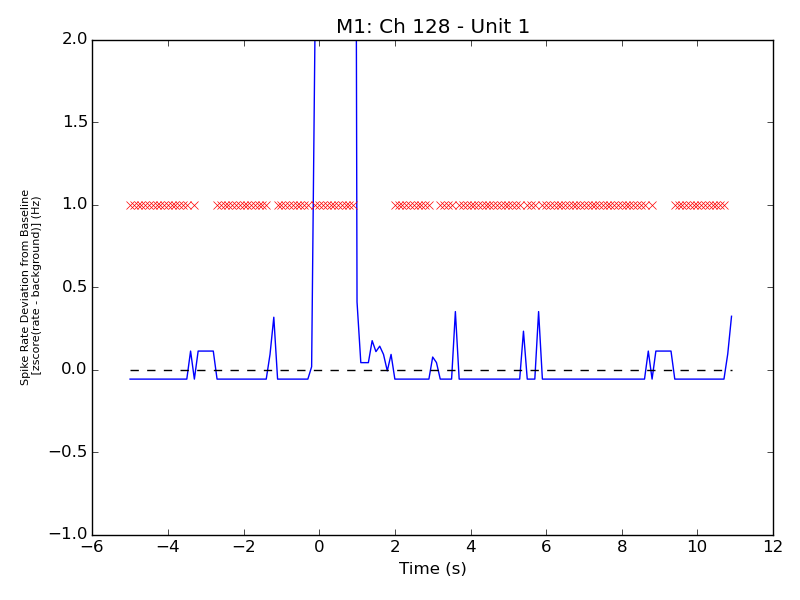 M1: Ch 128 - Unit 1
2.0
1.5
1.0
0.5
0.0
−0.5
−1.0
Spike Rate Deviation from Baseline
[zscore(rate - background)] (Hz)
−6 −4 −2 0 2 4 6 8 10 12
Time (s)